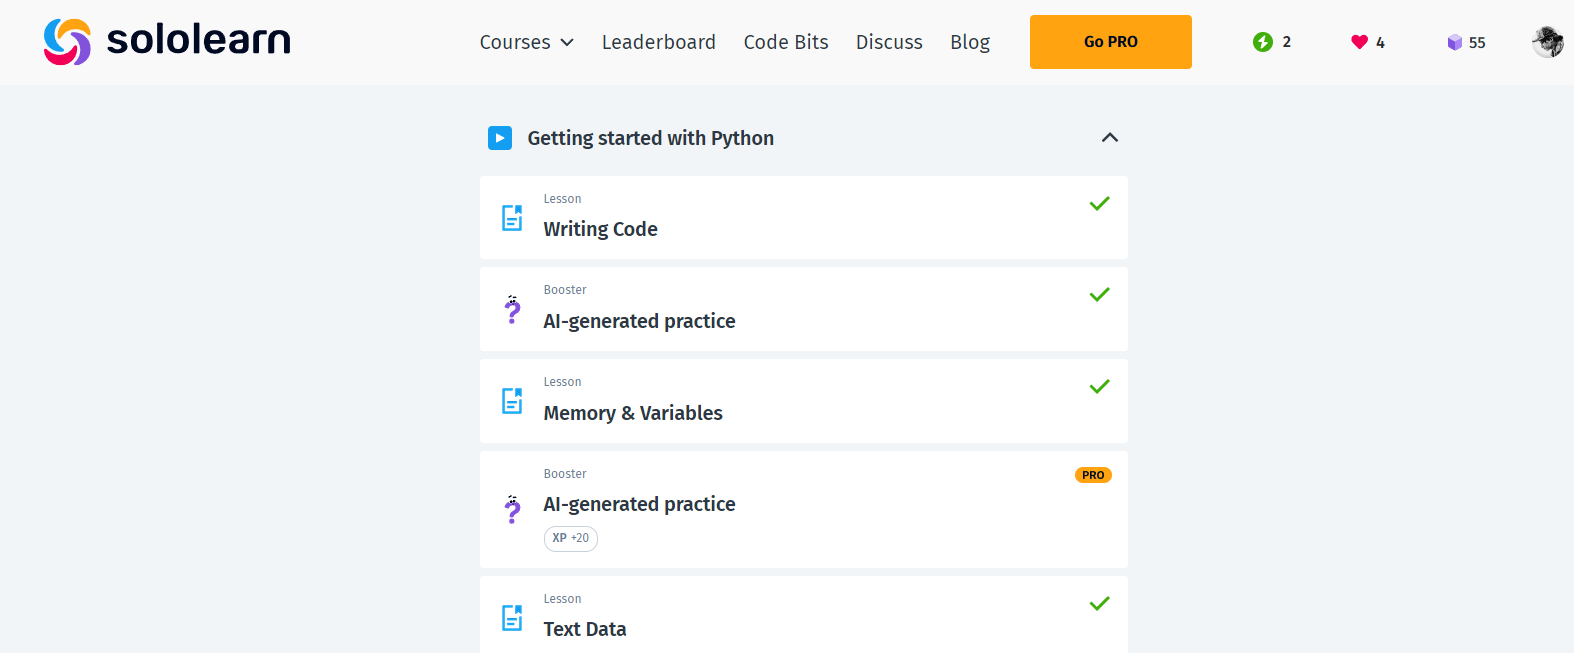 sololearn
Courses Leaderboard Code Bits Discuss Blog Go PRO 2 4 55
Getting started with Python
Lesson
Writing Code
Booster
AI-generated practice
Lesson
Memory & Variables
Booster
PRO
AI-generated practice
XP +20
Lesson
Text Data